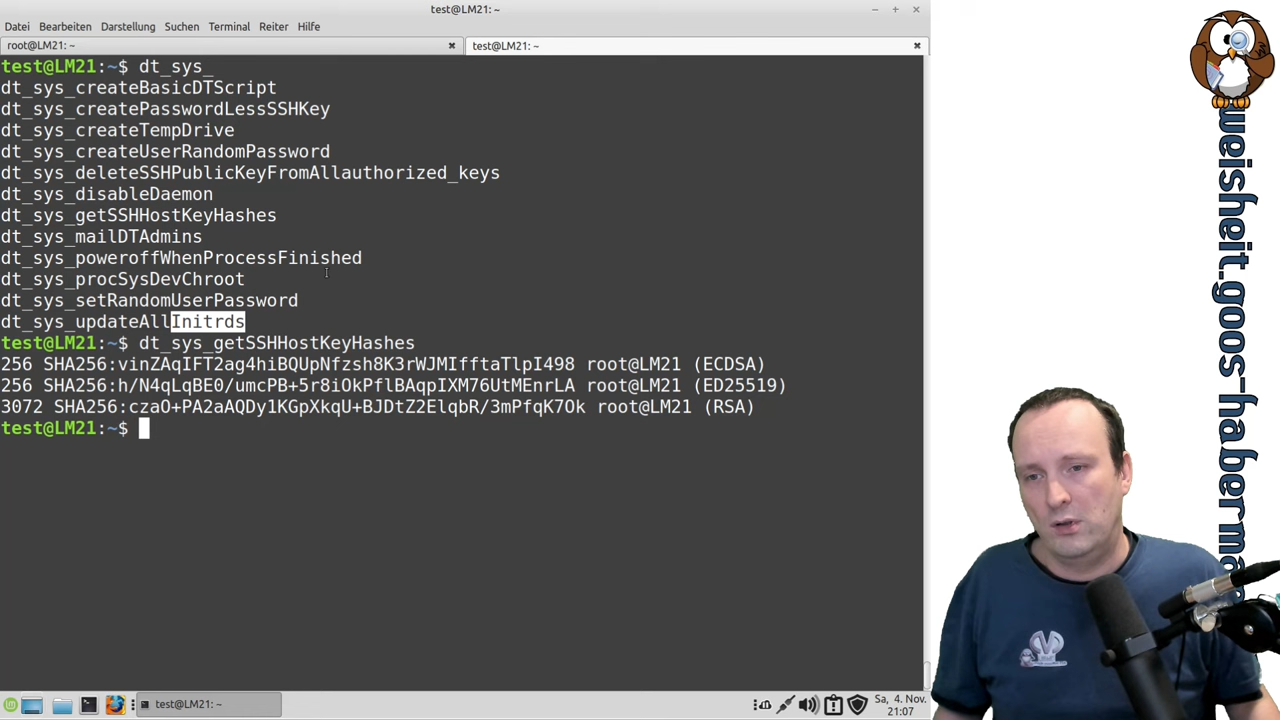 test@LM21: ~
Datei Bearbeiten Darstellung Suchen Terminal Reiter Hilfe
root@LM21: ~
test@LM21: ~
test@LM21:~$ dt_sys_
dt_sys_createBasicDTScript
dt_sys_createPasswordLessSSHKey
dt_sys_createTempDrive
dt_sys_createUserRandomPassword
dt_sys_deleteSSHPublicKeyFromAllauthorized_keys
dt_sys_disableDaemon
dt_sys_getSSHHostKeyHashes
dt_sys_mailDTAdmins
dt_sys_poweroffWhenProcessFinished
dt_sys_procSysDevChroot
dt_sys_setRandomUserPassword
dt_sys_updateAllInitrds
test@LM21:~$ dt_sys_getSSHHostKeyHashes
256 SHA256:vinZAqIFT2ag4hiBQUpNfzsh8K3rWJMIfftaTlpI498 root@LM21 (ECDSA)
256 SHA256:h/N4qLqBE0/umcPB+5r8iOkPflBAqpIXM76UtMEnrLA root@LM21 (ED25519)
3072 SHA256:czaO+PA2aAQDy1KGpXkqU+BJDtZ2ElqbR/3mPfqK7Ok root@LM21 (RSA)
test@LM21:~$
test@LM21: ~
Sa, 4. Nov.
21:07
weisheit.goos-haberm